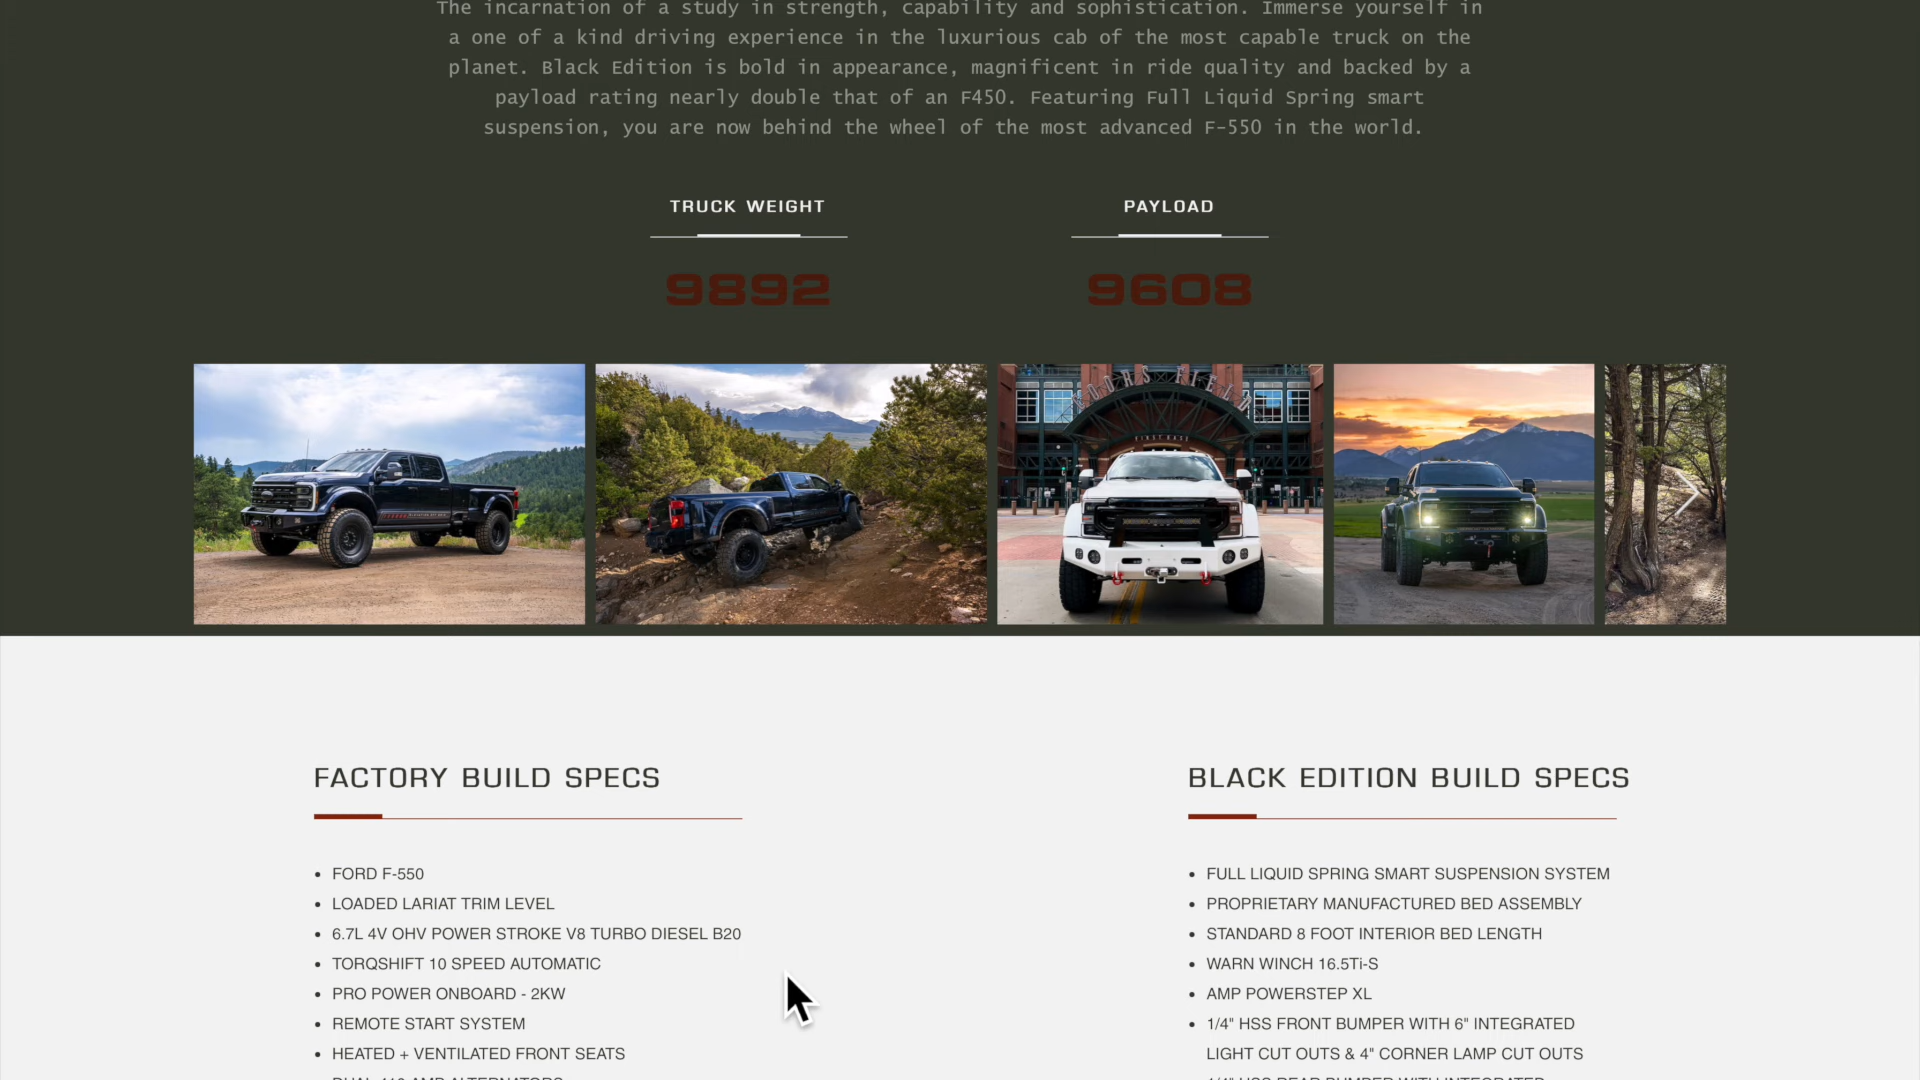 The incarnation of a study in strength, capability and sophistication. Immerse yourself in
a one of a kind driving experience in the luxurious cab of the most capable truck on the
planet. Black Edition is bold in appearance, magnificent in ride quality and backed by a
payload rating nearly double that of an F450. Featuring Full Liquid Spring smart
suspension, you are now behind the wheel of the most advanced F-550 in the world.
TRUCK WEIGHT
9892
PAYLOAD
9608
FIRST BASE
FACTORY BUILD SPECS
• FORD F-550
• LOADED LARIAT TRIM LEVEL
• 6.7L 4V OHV POWER STROKE V8 TURBO DIESEL B20
• TORQSHIFT 10 SPEED AUTOMATIC
• PRO POWER ONBOARD - 2KW
• REMOTE START SYSTEM
• HEATED + VENTILATED FRONT SEATS
BLACK EDITION BUILD SPECS
• FULL LIQUID SPRING SMART SUSPENSION SYSTEM
• PROPRIETARY MANUFACTURED BED ASSEMBLY
• STANDARD 8 FOOT INTERIOR BED LENGTH
• WARN WINCH 16.5Ti-S
• AMP POWERSTEP XL
• 1/4" HSS FRONT BUMPER WITH 6" INTEGRATED
LIGHT CUT OUTS & 4" CORNER LAMP CUT OUTS